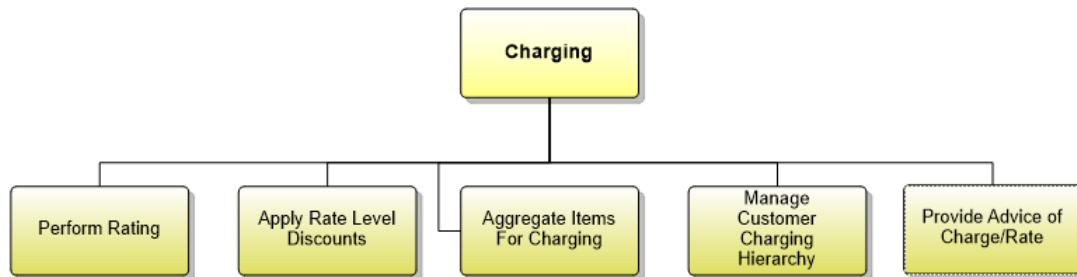 Charging
Perform Rating
Apply Rate Level
Discounts
Aggregate Items
For Charging
Manage
Customer
Charging
Hierarchy
Provide Advice of
Charge/Rate